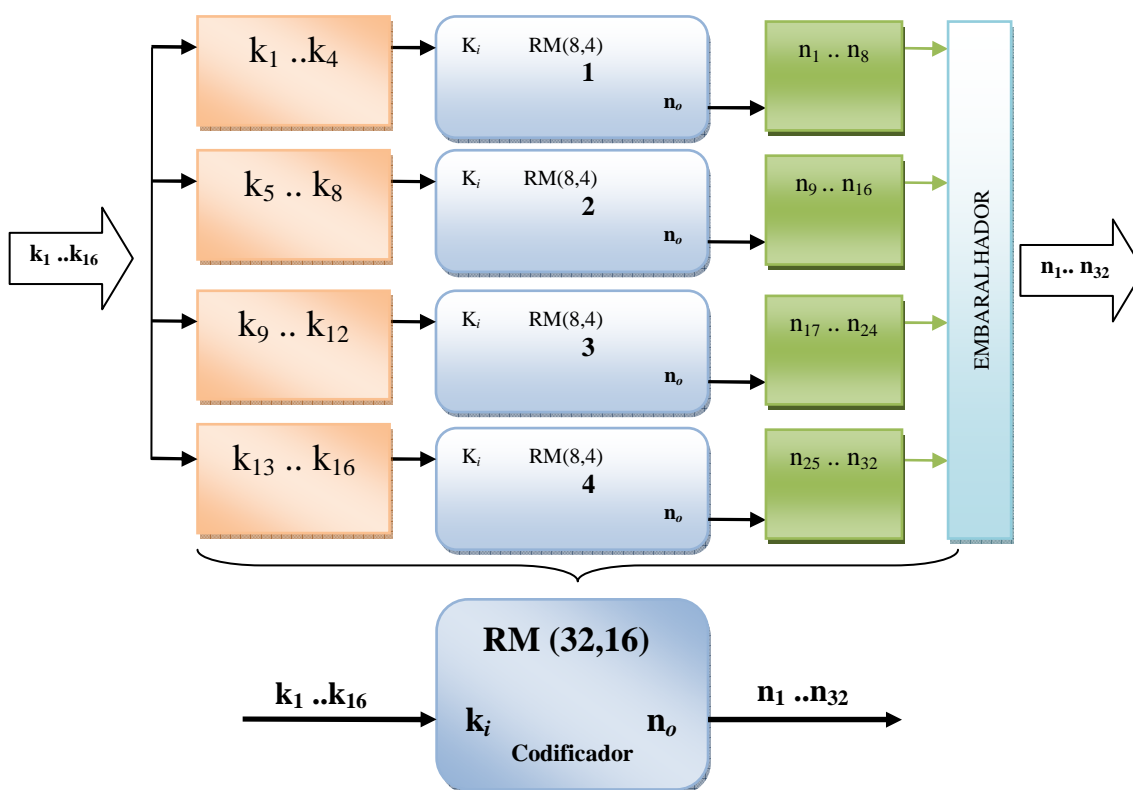 k1 ..k16
k1 ..k4
Ki RM(8,4)
1
no
n1 .. n8
k5 .. k8
Ki RM(8,4)
2
no
n9 .. n16
k9 .. k12
Ki RM(8,4)
3
no
n17 .. n24
k13 .. k16
Ki RM(8,4)
4
no
n25 .. n32
EMBARALHADOR
n1.. n32
RM (32,16)
k1 ..k16
ki
no
Codificador
n1 ..n32